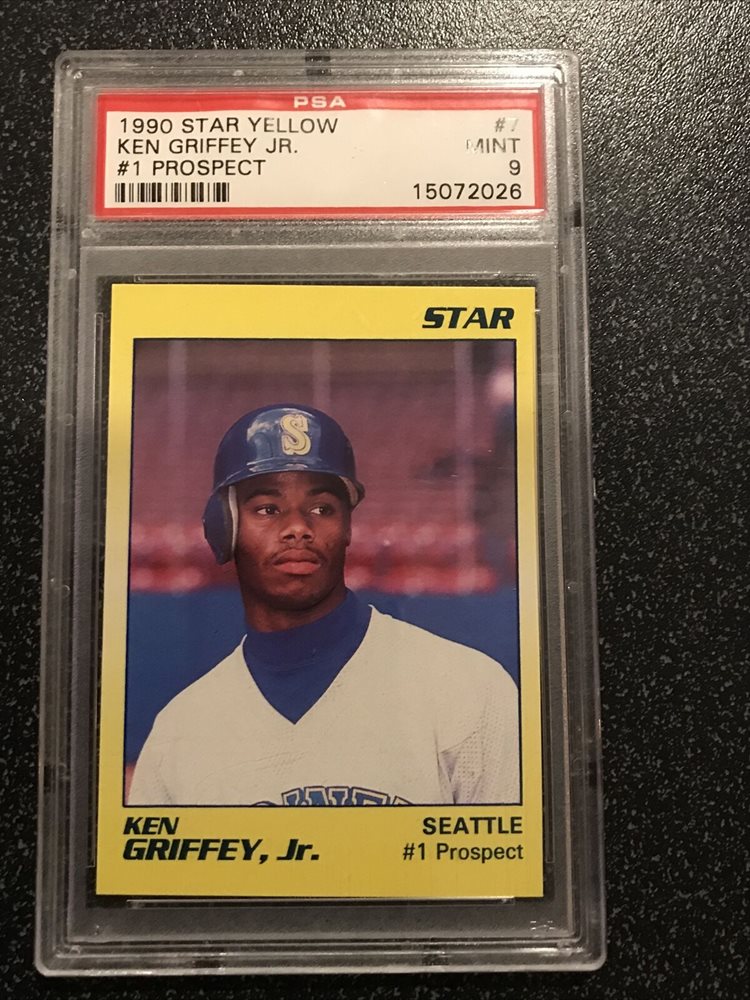 PSA
1990 STAR YELLOW #7
KEN GRIFFEY JR. MINT
#1 PROSPECT 9
15072026
STAR
S
KEN SEATTLE
GRIFFEY, Jr. #1 Prospect